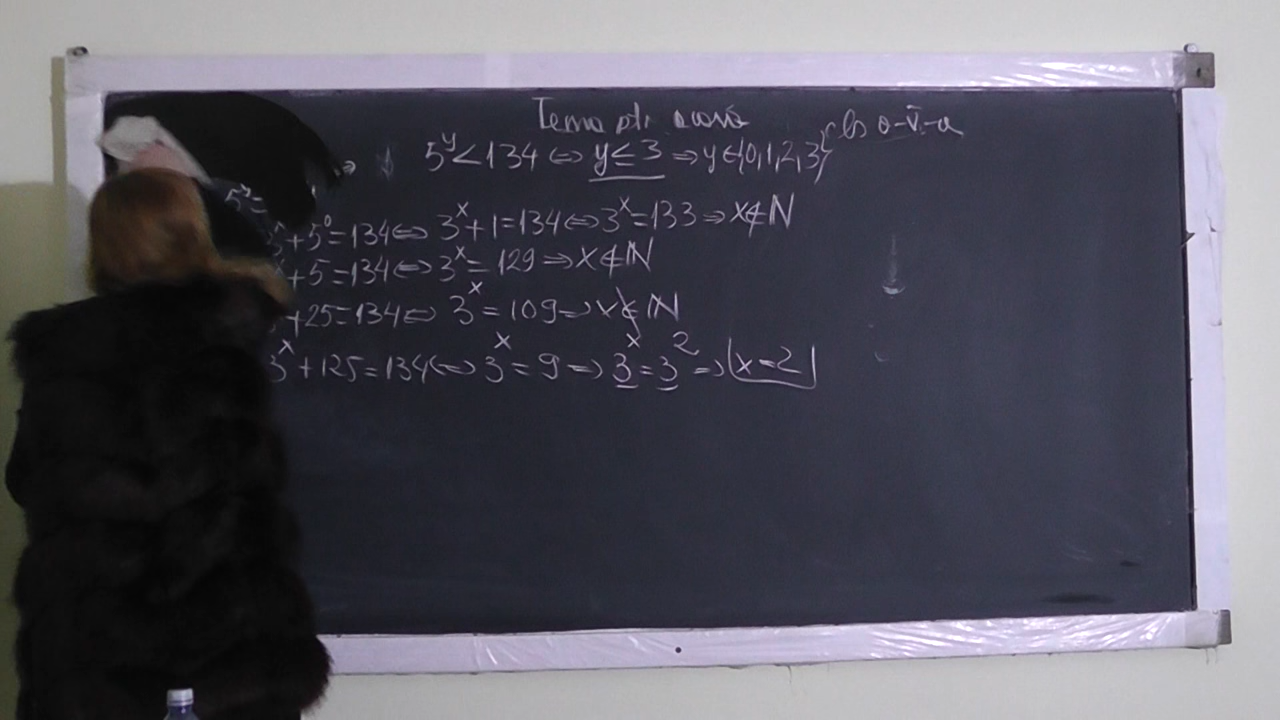 Tema pt. acasă cls a-V-a
5^y < 134 ⇔ y ≤ 3 ⇒ y∈{0,1,2,3}
5^y =
+ 5^0 = 134 ⇔ 3^x + 1 = 134 ⇔ 3^x = 133 ⇒ x∉ℕ
+ 5 = 134 ⇔ 3^x = 129 ⇒ x∉ℕ
+ 25 = 134 ⇔ 3^x = 109 ⇒ x∉ℕ
3^x + 125 = 134 ⇔ 3^x = 9 ⇒ 3^x = 3^2 ⇒ x = 2